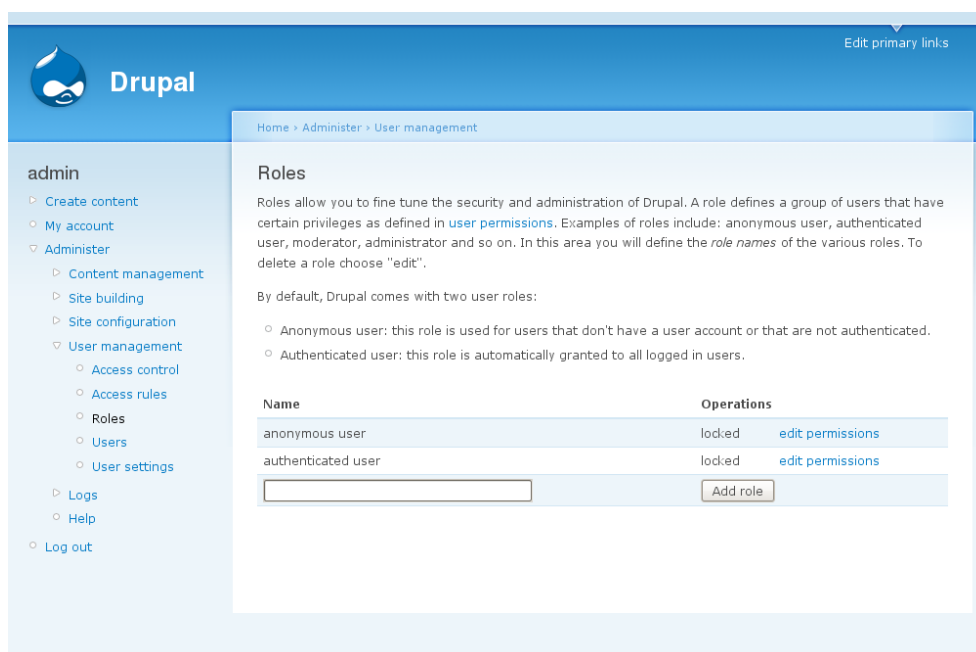 Edit primary links
Drupal
Home › Administer › User management
admin
Create content
My account
Administer
Content management
Site building
Site configuration
User management
Access control
Access rules
Roles
Users
User settings
Logs
Help
Log out
Roles
Roles allow you to fine tune the security and administration of Drupal. A role defines a group of users that have
certain privileges as defined in user permissions. Examples of roles include: anonymous user, authenticated
user, moderator, administrator and so on. In this area you will define the role names of the various roles. To
delete a role choose "edit".
By default, Drupal comes with two user roles:
Anonymous user: this role is used for users that don't have a user account or that are not authenticated.
Authenticated user: this role is automatically granted to all logged in users.
Name Operations
anonymous user locked edit permissions
authenticated user locked edit permissions
Add role